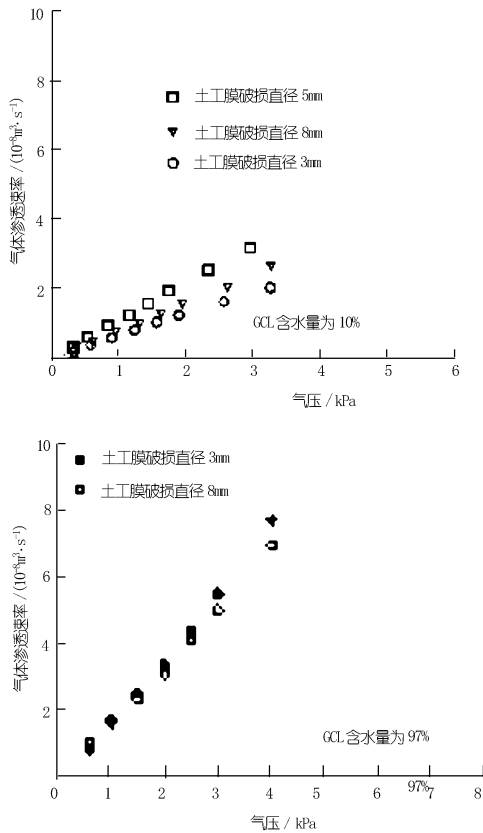 10
8
土工膜破损直径 5mm
土工膜破损直径 8mm
6
土工膜破损直径 3mm
气体渗透速率 /(10⁻⁸m³·s⁻¹)
4
2
GCL 含水量为 10%
0 1 2 3 4 5 6
气压 / kPa
10
土工膜破损直径 3mm
土工膜破损直径 8mm
8
气体渗透速率 /(10⁻⁸m³·s⁻¹)
6
4
2
GCL 含水量为 97%
97%
0 1 2 3 4 5 6 7 8
气压 / kPa